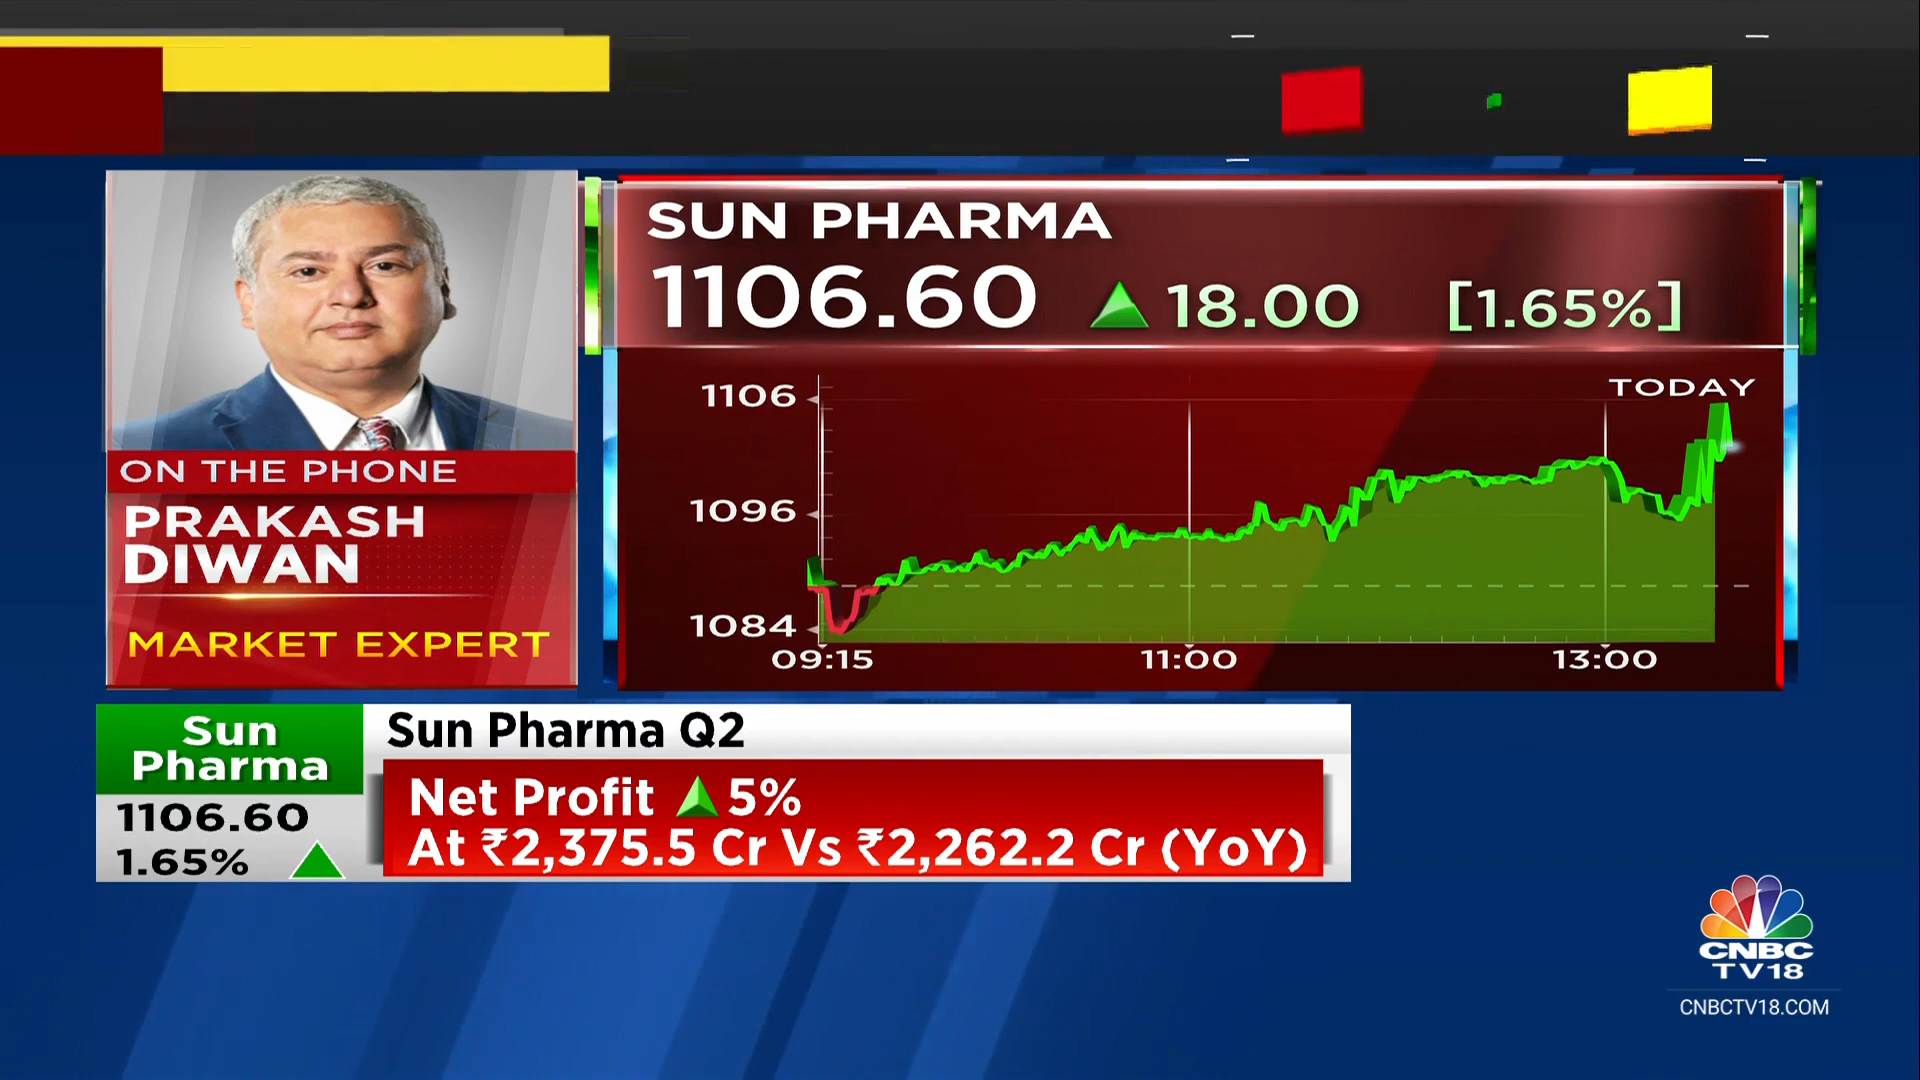 SUN PHARMA
1106.60 18.00 [1.65%]
TODAY
1106
1096
1084
09:15 11:00 13:00
ON THE PHONE
PRAKASH
DIWAN
MARKET EXPERT
Sun
Pharma
1106.60
1.65%
Sun Pharma Q2
Net Profit 5%
At ₹2,375.5 Cr Vs ₹2,262.2 Cr (YoY)
CNBC
TV18
CNBCTV18.COM